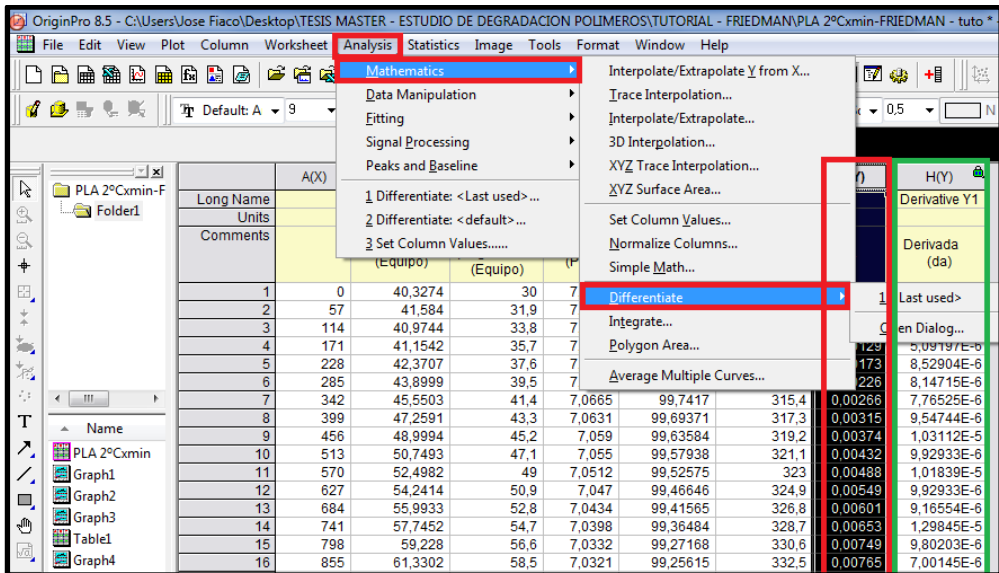 OriginPro 8.5 - C:\Users\Jose Fiaco\Desktop\TESIS MASTER - ESTUDIO DE DEGRADACION POLIMEROS\TUTORIAL - FRIEDMAN\PLA 2ºCxmin-FRIEDMAN - tuto *
File Edit View Plot Column Worksheet Analysis Statistics Image Tools Format Window Help
Default: A 9 0,5
Mathematics
Data Manipulation
Fitting
Signal Processing
Peaks and Baseline
1 Differentiate: <Last used>...
2 Differentiate: <default>...
3 Set Column Values......
Interpolate/Extrapolate Y from X...
Trace Interpolation...
Interpolate/Extrapolate...
3D Interpolation...
XYZ Trace Interpolation...
XYZ Surface Area...
Set Column Values...
Normalize Columns...
Simple Math...
Differentiate
Integrate...
Polygon Area...
Average Multiple Curves...
1 Last used>
en Dialog...
PLA 2ºCxmin-F
Folder1
Name
PLA 2ºCxmin
Graph1
Graph2
Graph3
Table1
Graph4
A(X) H(Y)
Long Name Derivative Y1
Units
Comments Derivada
(da)
(Equipo) (Equipo)
1 0 40,3274 30
2 57 41,584 31,9
3 114 40,9744 33,8
4 171 41,1542 35,7 5,09197E-6
5 228 42,3707 37,6 8,52904E-6
6 285 43,8999 39,5 8,14715E-6
7 342 45,5503 41,4 7,0665 99,7417 315,4 0,00266 7,76525E-6
8 399 47,2591 43,3 7,0631 99,69371 317,3 0,00315 9,54744E-6
9 456 48,9994 45,2 7,059 99,63584 319,2 0,00374 1,03112E-5
10 513 50,7493 47,1 7,055 99,57938 321,1 0,00432 9,92933E-6
11 570 52,4982 49 7,0512 99,52575 323 0,00488 1,01839E-5
12 627 54,2414 50,9 7,047 99,46646 324,9 0,00549 9,92933E-6
13 684 55,9933 52,8 7,0434 99,41565 326,8 0,00601 9,16554E-6
14 741 57,7452 54,7 7,0398 99,36484 328,7 0,00653 1,29845E-5
15 798 59,228 56,6 7,0332 99,27168 330,6 0,00749 9,80203E-6
16 855 61,3302 58,5 7,0321 99,25615 332,5 0,00765 7,00145E-6